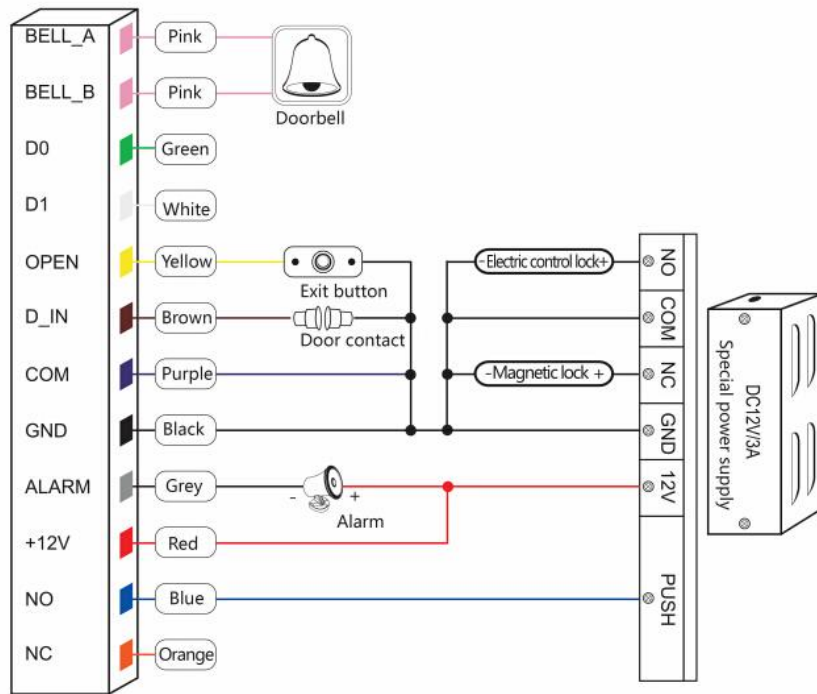 BELL_A
Pink
BELL_B
Pink
Doorbell
D0
Green
D1
White
OPEN
Yellow
Exit button
-Electric control lock+
NO
D_IN
Brown
Door contact
COM
COM
Purple
-Magnetic lock +
NC
GND
Black
GND
ALARM
Grey
- +
Alarm
12V
+12V
Red
NO
Blue
PUSH
NC
Orange
DC12V/3A
Special power supply